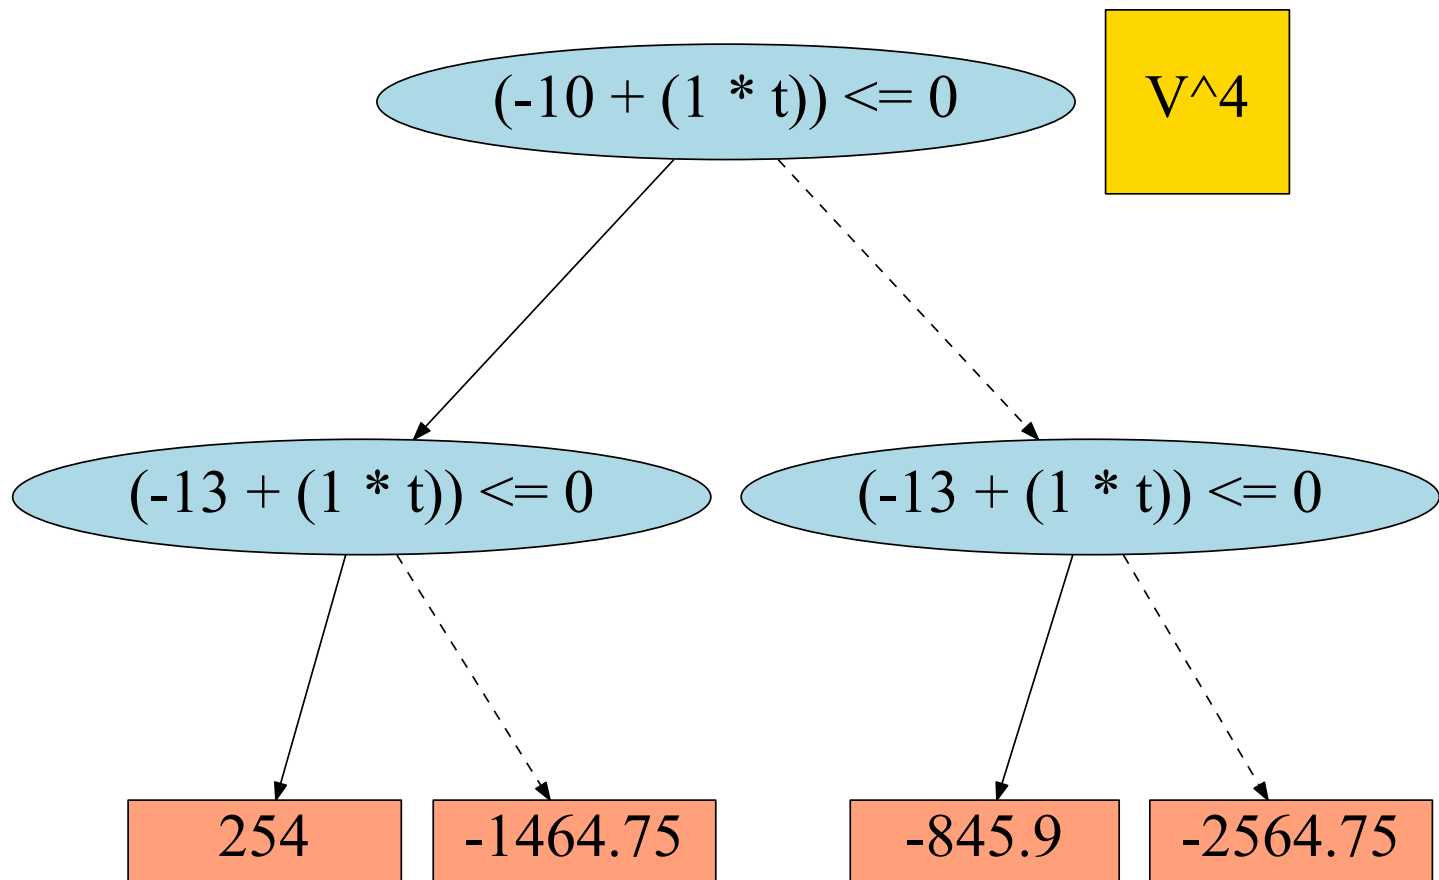 (-10 + (1 * t)) <= 0
V^4
(-13 + (1 * t)) <= 0
(-13 + (1 * t)) <= 0
254
-1464.75
-845.9
-2564.75